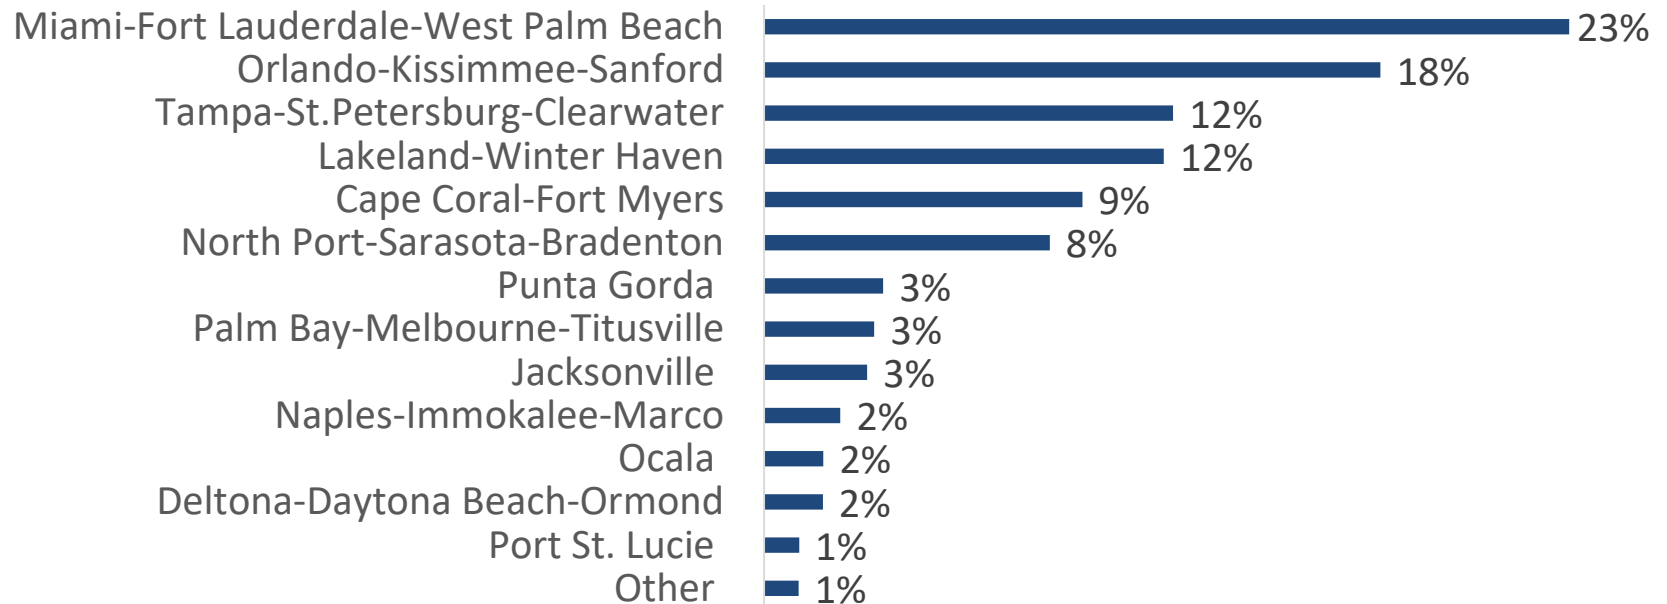 Miami-Fort Lauderdale-West Palm Beach 23%
Orlando-Kissimmee-Sanford 18%
Tampa-St.Petersburg-Clearwater 12%
Lakeland-Winter Haven 12%
Cape Coral-Fort Myers 9%
North Port-Sarasota-Bradenton 8%
Punta Gorda 3%
Palm Bay-Melbourne-Titusville 3%
Jacksonville 3%
Naples-Immokalee-Marco 2%
Ocala 2%
Deltona-Daytona Beach-Ormond 2%
Port St. Lucie 1%
Other 1%